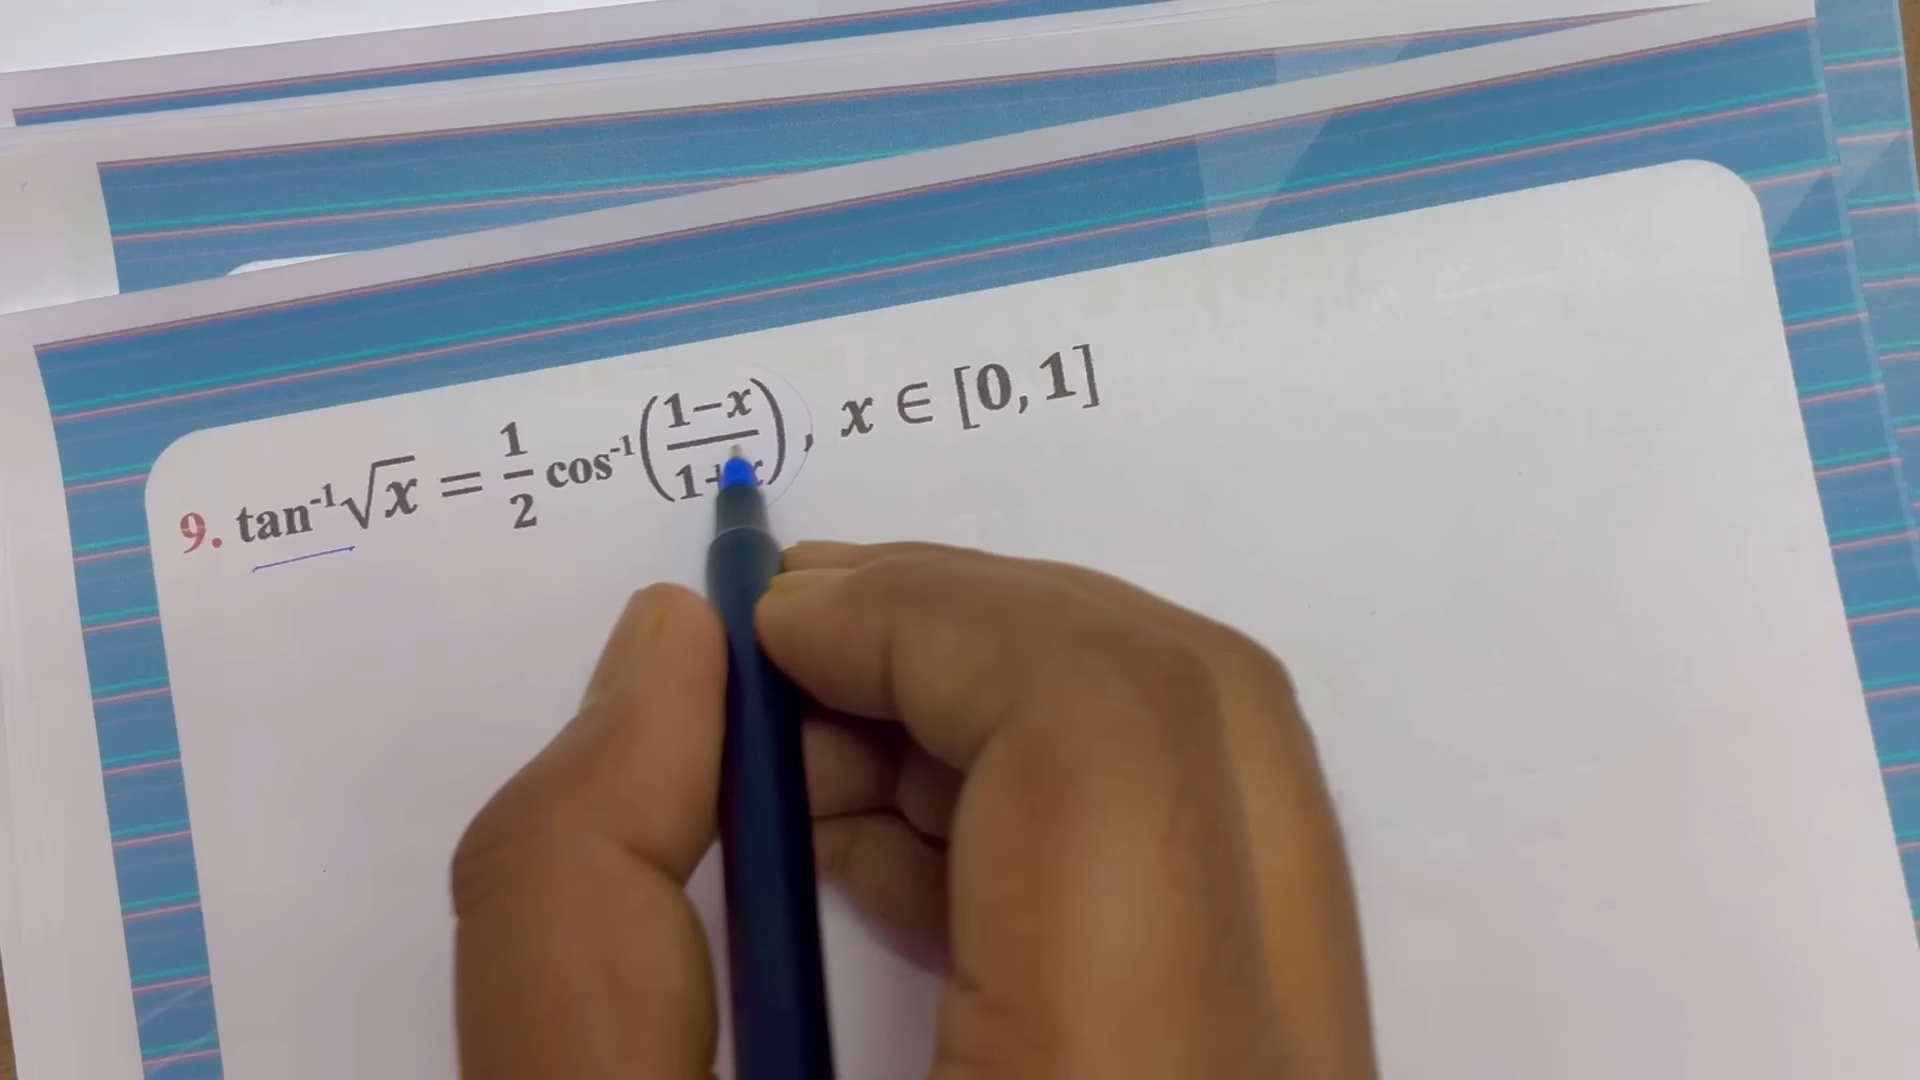 9. tan⁻¹√x = 1/2 cos⁻¹((1−x)/(1+x)), x ∈ [0, 1]